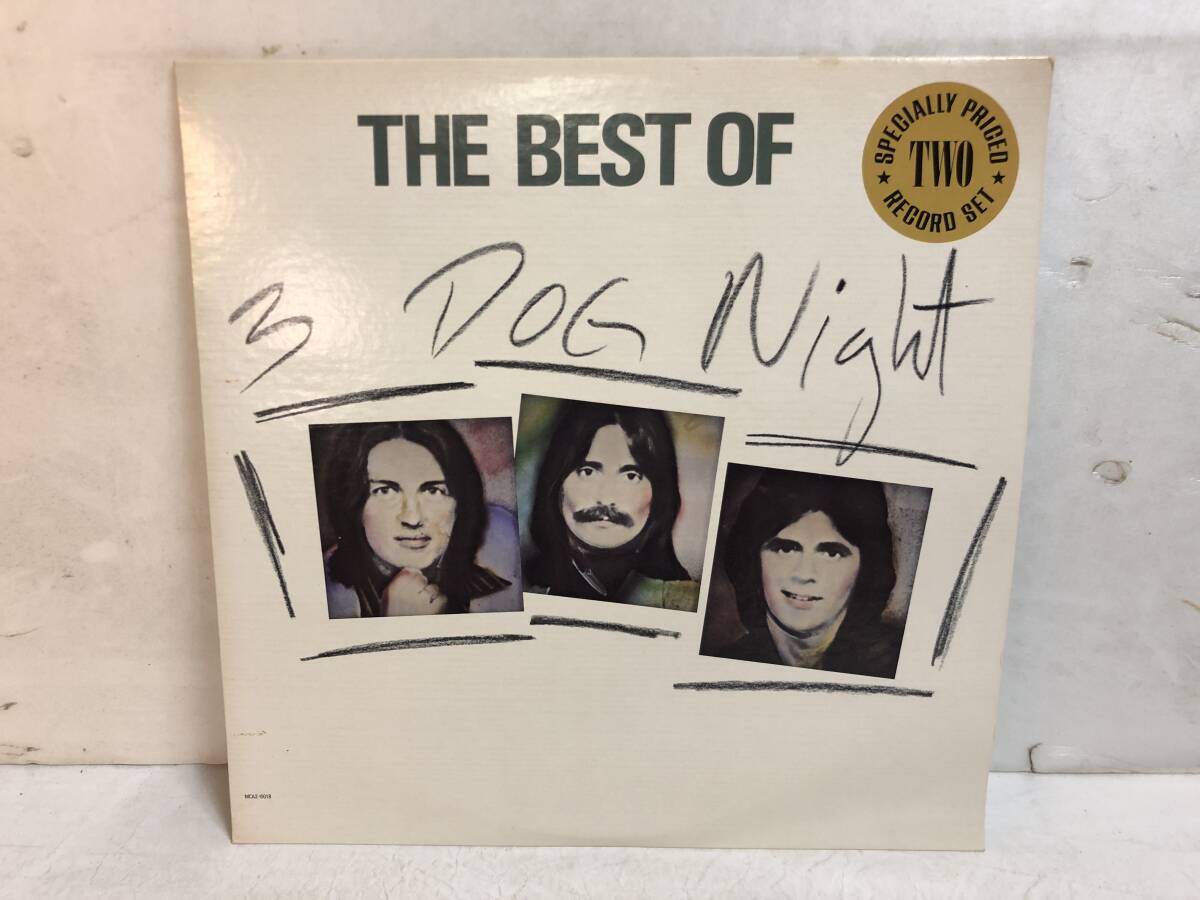 THE BEST OF
SPECIALLY PRICED
TWO
RECORD SET
3 DOG Night
MCA2-6018